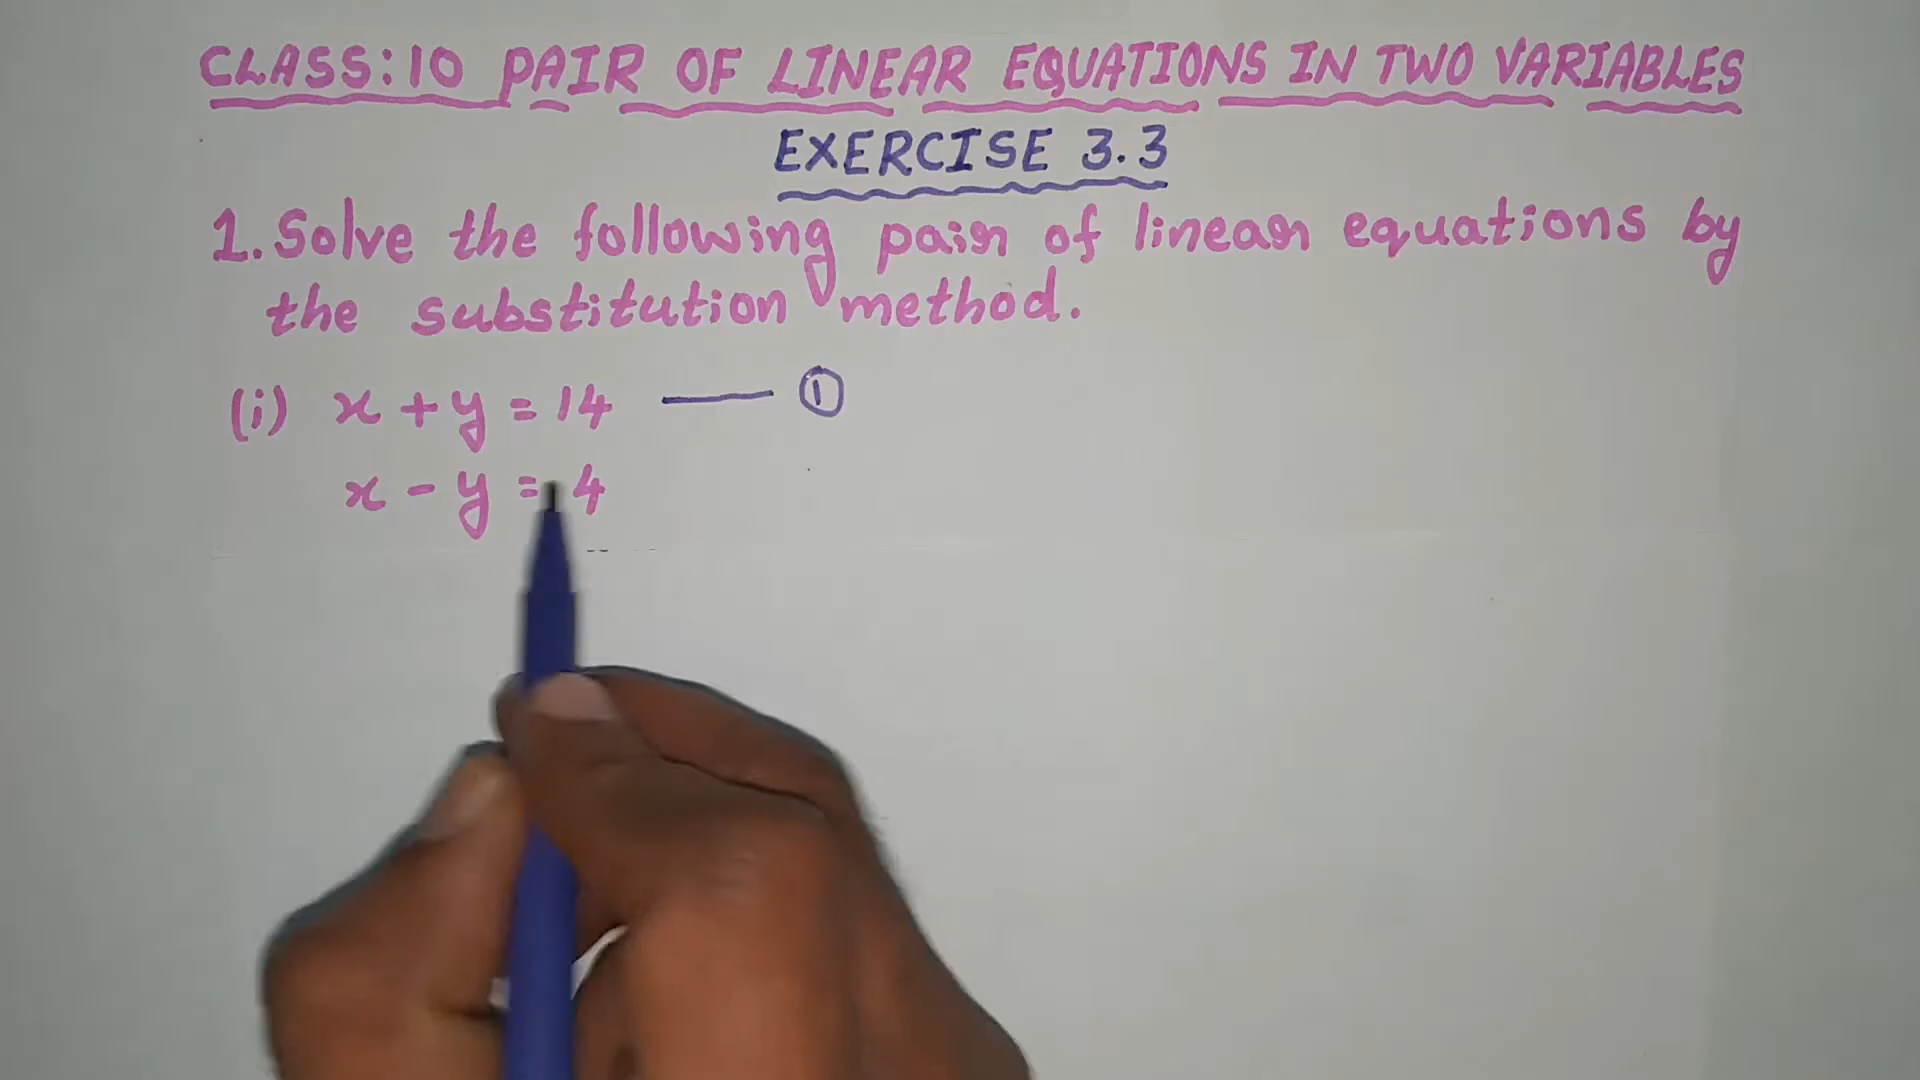 CLASS:10 PAIR OF LINEAR EQUATIONS IN TWO VARIABLES
EXERCISE 3.3
1. Solve the following pair of linear equations by
the substitution method.
(i) x + y = 14 —— ①
x - y = 4